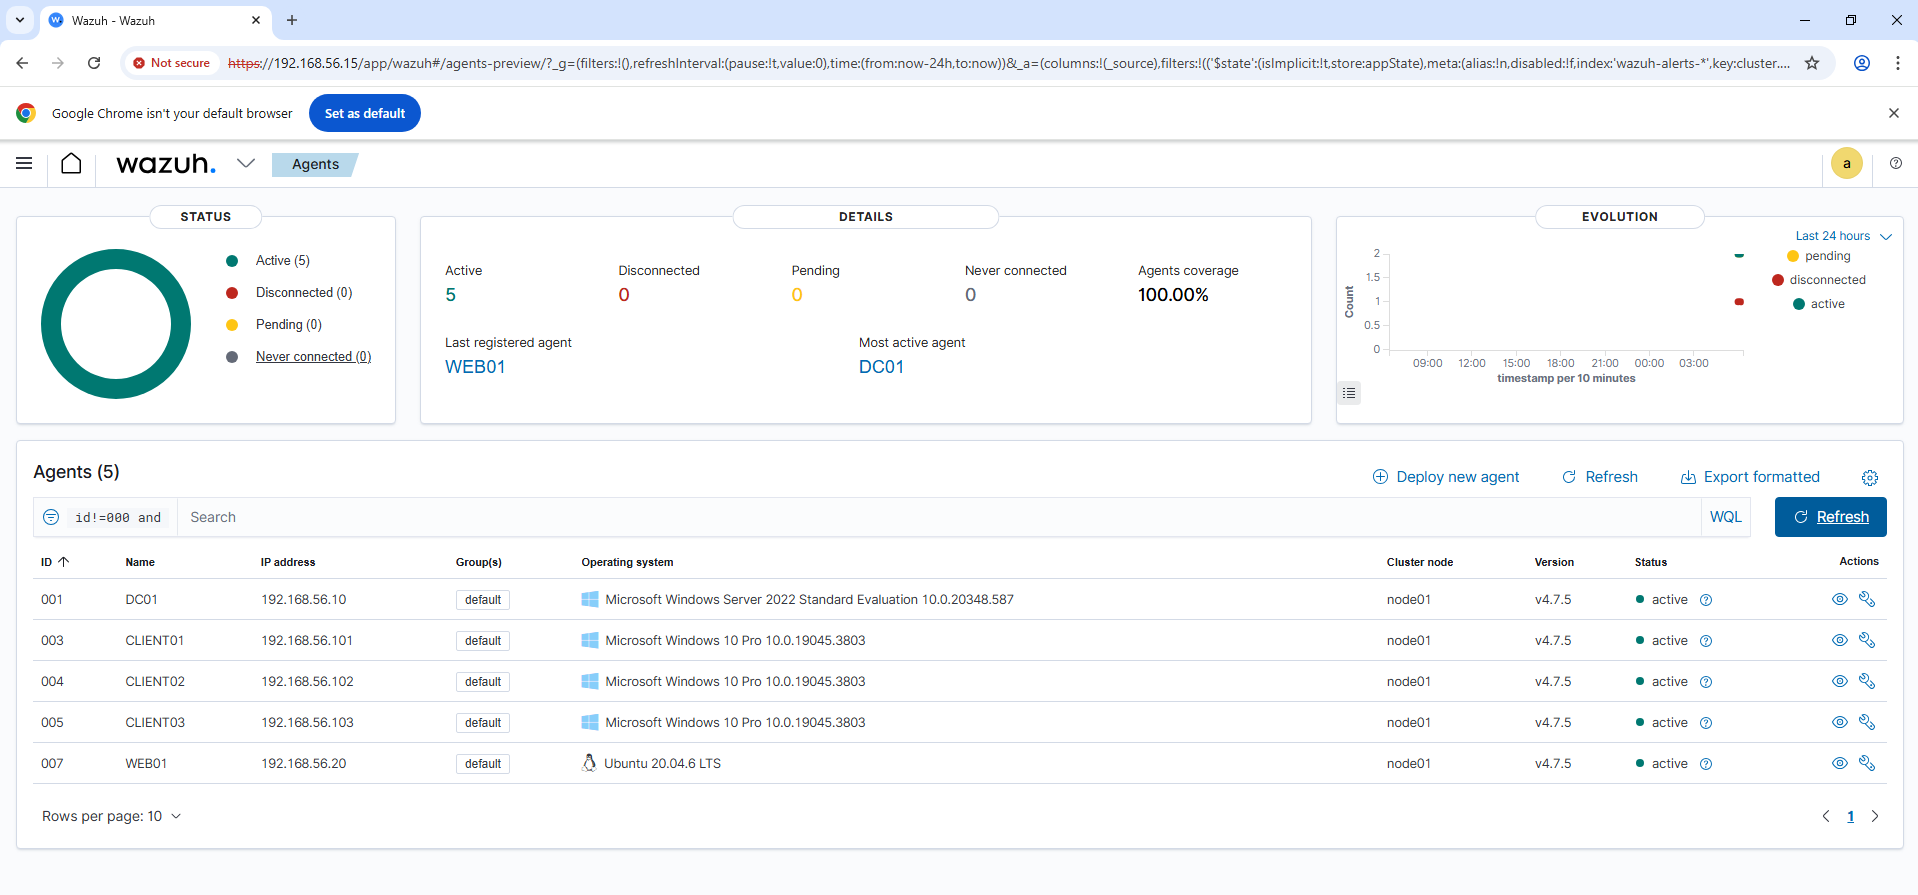 Wazuh - Wazuh
Not secure https://192.168.56.15/app/wazuh#/agents-preview/?_g=(filters:!(),refreshInterval:(pause:!t,value:0),time:(from:now-24h,to:now))&_a=(columns:!(_source),filters:!(('$state':(isImplicit:!t,store:appState),meta:(alias:!n,disabled:!f,index:'wazuh-alerts-*',key:cluster....
Google Chrome isn't your default browser Set as default
wazuh. Agents a
STATUS
Active (5)
Disconnected (0)
Pending (0)
Never connected (0)
DETAILS
Active Disconnected Pending Never connected Agents coverage
5 0 0 0 100.00%
Last registered agent Most active agent
WEB01 DC01
EVOLUTION
Last 24 hours
pending
disconnected
active
Count
2
1.5
1
0.5
0
09:00 12:00 15:00 18:00 21:00 00:00 03:00
timestamp per 10 minutes
Agents (5) Deploy new agent Refresh Export formatted
id!=000 and Search WQL Refresh
ID Name IP address Group(s) Operating system Cluster node Version Status Actions
001 DC01 192.168.56.10 default Microsoft Windows Server 2022 Standard Evaluation 10.0.20348.587 node01 v4.7.5 active
003 CLIENT01 192.168.56.101 default Microsoft Windows 10 Pro 10.0.19045.3803 node01 v4.7.5 active
004 CLIENT02 192.168.56.102 default Microsoft Windows 10 Pro 10.0.19045.3803 node01 v4.7.5 active
005 CLIENT03 192.168.56.103 default Microsoft Windows 10 Pro 10.0.19045.3803 node01 v4.7.5 active
007 WEB01 192.168.56.20 default Ubuntu 20.04.6 LTS node01 v4.7.5 active
Rows per page: 10 1